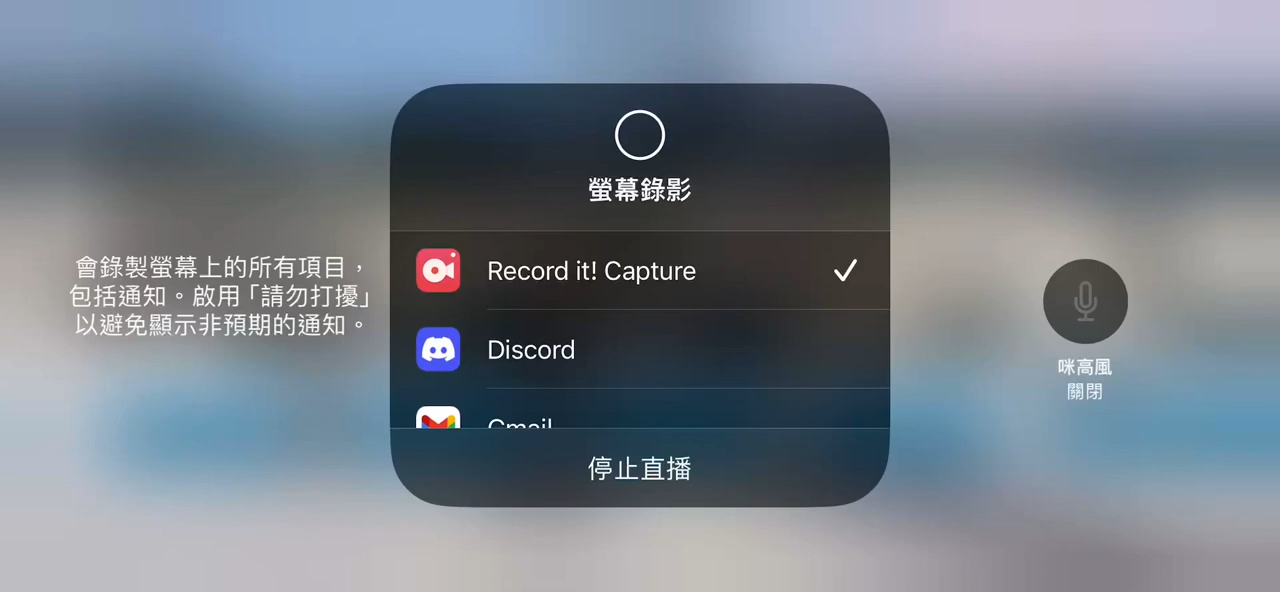 螢幕錄影
會錄製螢幕上的所有項目，
包括通知。啟用「請勿打擾」
以避免顯示非預期的通知。
Record it! Capture
Discord
Gmail
停止直播
咪高風
關閉